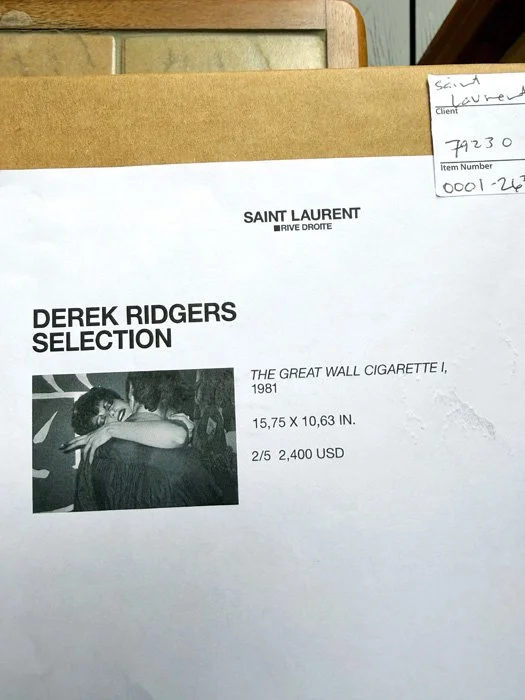 Saint
Laurent
Client
79230
Item Number
0001-26
SAINT LAURENT
RIVE DROITE
DEREK RIDGERS
SELECTION
THE GREAT WALL CIGARETTE I,
1981
15,75 X 10,63 IN.
2/5 2,400 USD